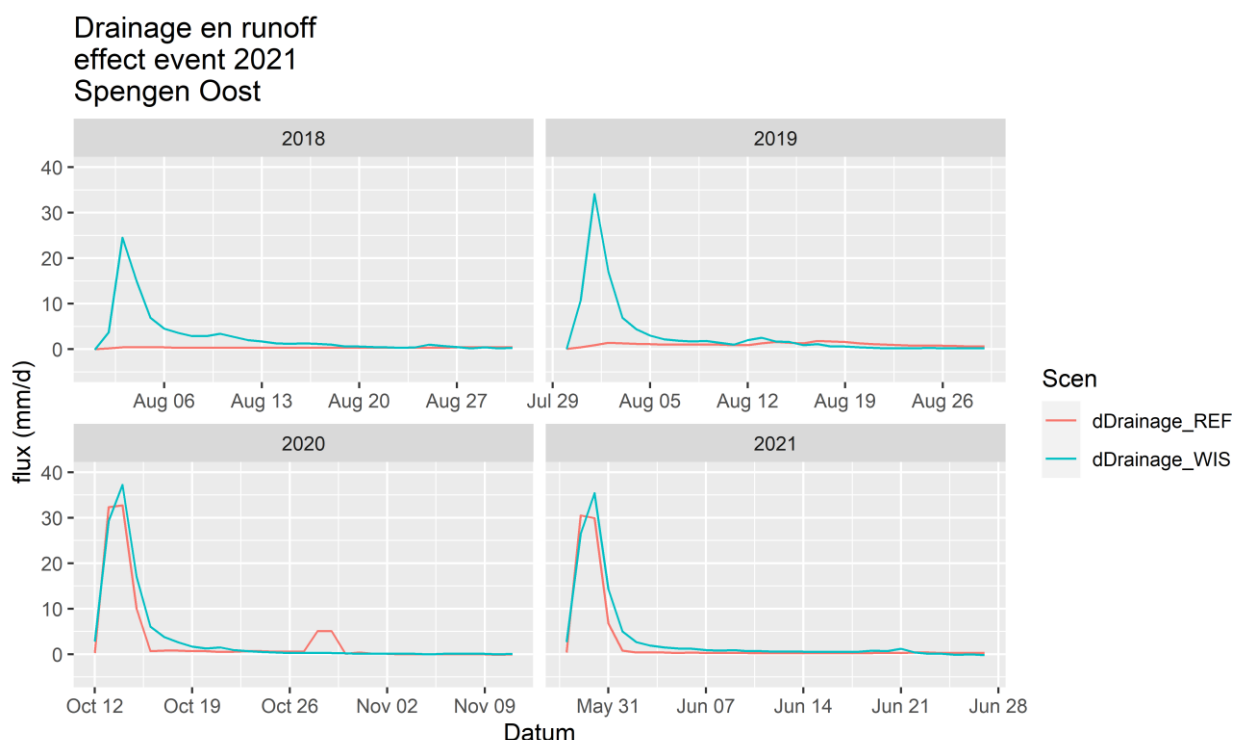 Drainage en runoff
effect event 2021
Spengen Oost
2018
2019
40
30
20
10
0
Aug 06
Aug 13
Aug 20
Aug 27
Jul 29
Aug 05
Aug 12
Aug 19
Aug 26
flux (mm/d)
2020
2021
40
30
20
10
0
Oct 12
Oct 19
Oct 26
Nov 02
Nov 09
May 31
Jun 07
Jun 14
Jun 21
Jun 28
Datum
Scen
dDrainage_REF
dDrainage_WIS